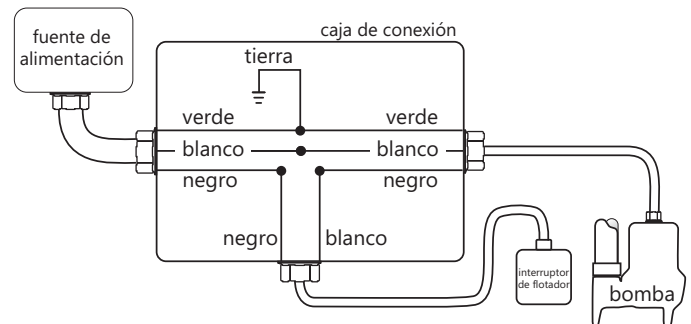 fuente de
alimentación
caja de conexión
tierra
verde
verde
blanco
blanco
negro
negro
negro
blanco
interruptor
de flotador
bomba